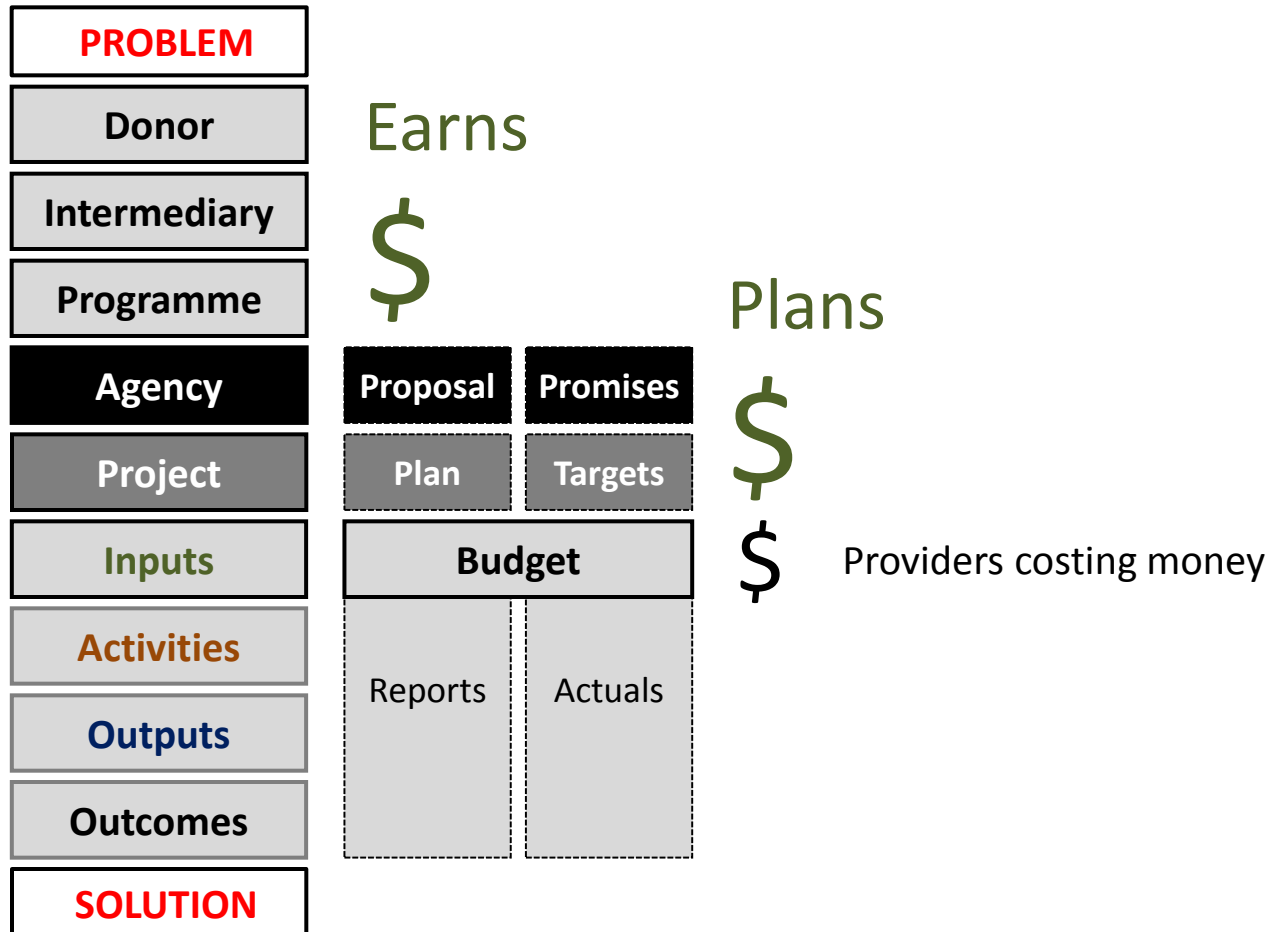 PROBLEM
Donor
Earns
Intermediary
$
Programme
Plans
Agency
Proposal
Promises
$
Project
Plan
Targets
Inputs
Budget
$
Providers costing money
Activities
Reports
Actuals
Outputs
Outcomes
SOLUTION